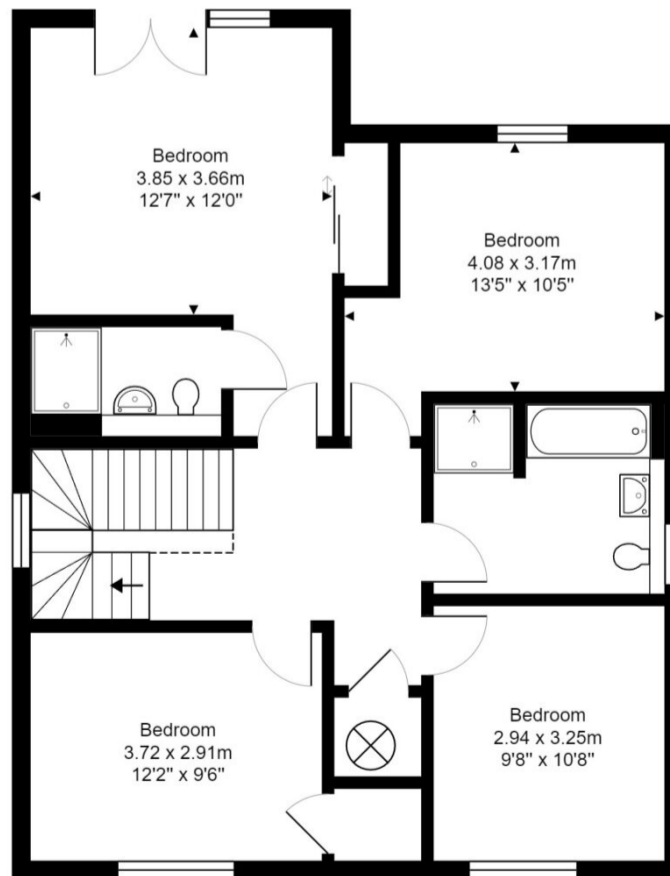 Bedroom
3.85 x 3.66m
12'7" x 12'0"
Bedroom
4.08 x 3.17m
13'5" x 10'5"
Bedroom
3.72 x 2.91m
12'2" x 9'6"
Bedroom
2.94 x 3.25m
9'8" x 10'8"